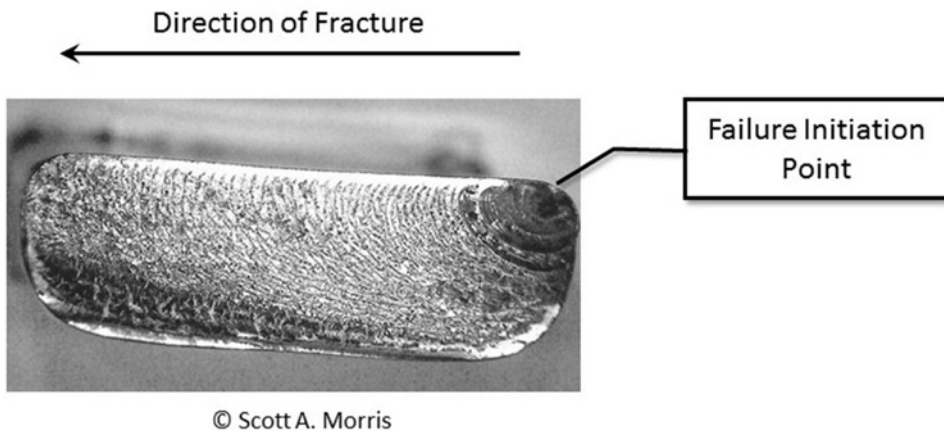 Direction of Fracture
Failure Initiation
Point
© Scott A. Morris